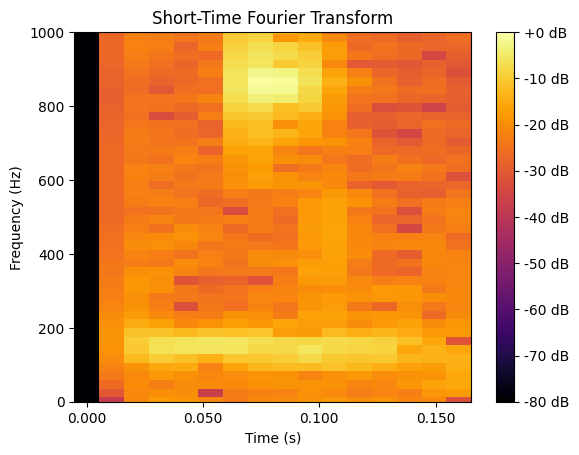 Short-Time Fourier Transform
1000
800
600
400
200
0
Frequency (Hz)
0.000
0.050
0.100
0.150
Time (s)
+0 dB
-10 dB
-20 dB
-30 dB
-40 dB
-50 dB
-60 dB
-70 dB
-80 dB